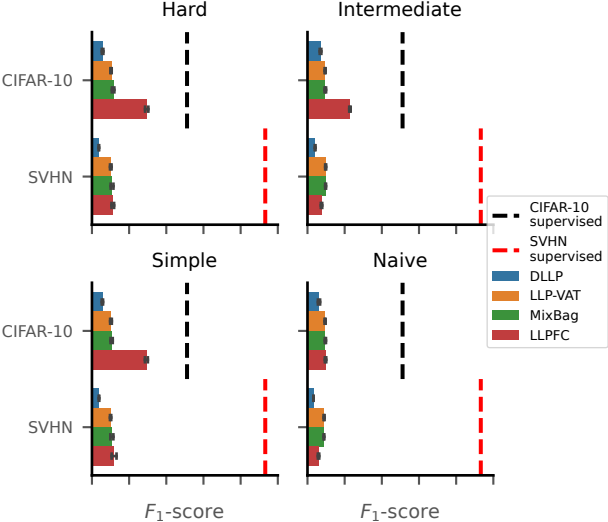 Hard
Intermediate
CIFAR-10
SVHN
CIFAR-10
supervised
SVHN
supervised
DLLP
LLP-VAT
MixBag
LLPFC
Simple
Naive
CIFAR-10
SVHN
F₁-score
F₁-score